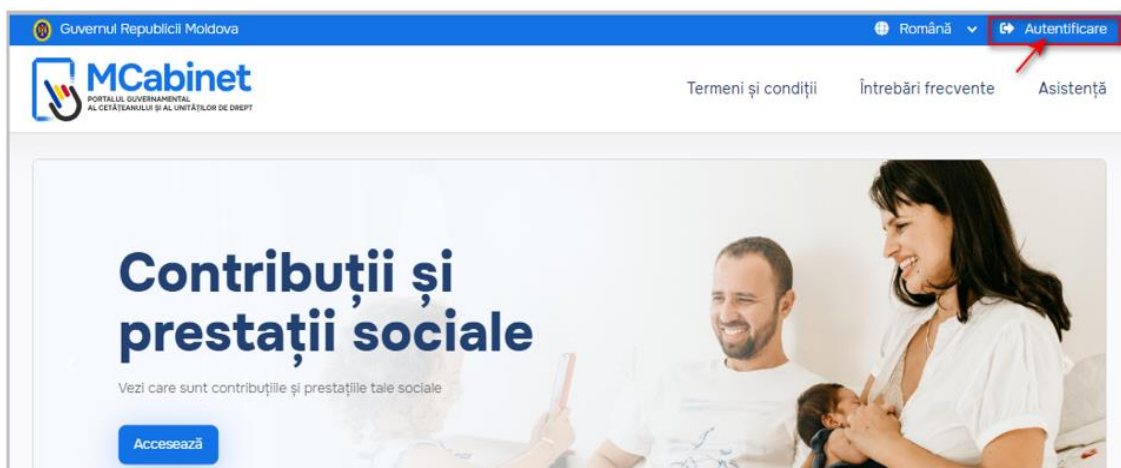 Guvernul Republicii Moldova
Română
Autentificare
MCabinet
PORTALUL GUVERNAMENTAL
AL CETĂȚEANULUI ȘI AL UNITĂȚILOR DE DREPT
Termeni și condiții
Întrebări frecvente
Asistență
Contribuții și
prestații sociale
Vezi care sunt contribuțiile și prestațiile tale sociale
Accesează